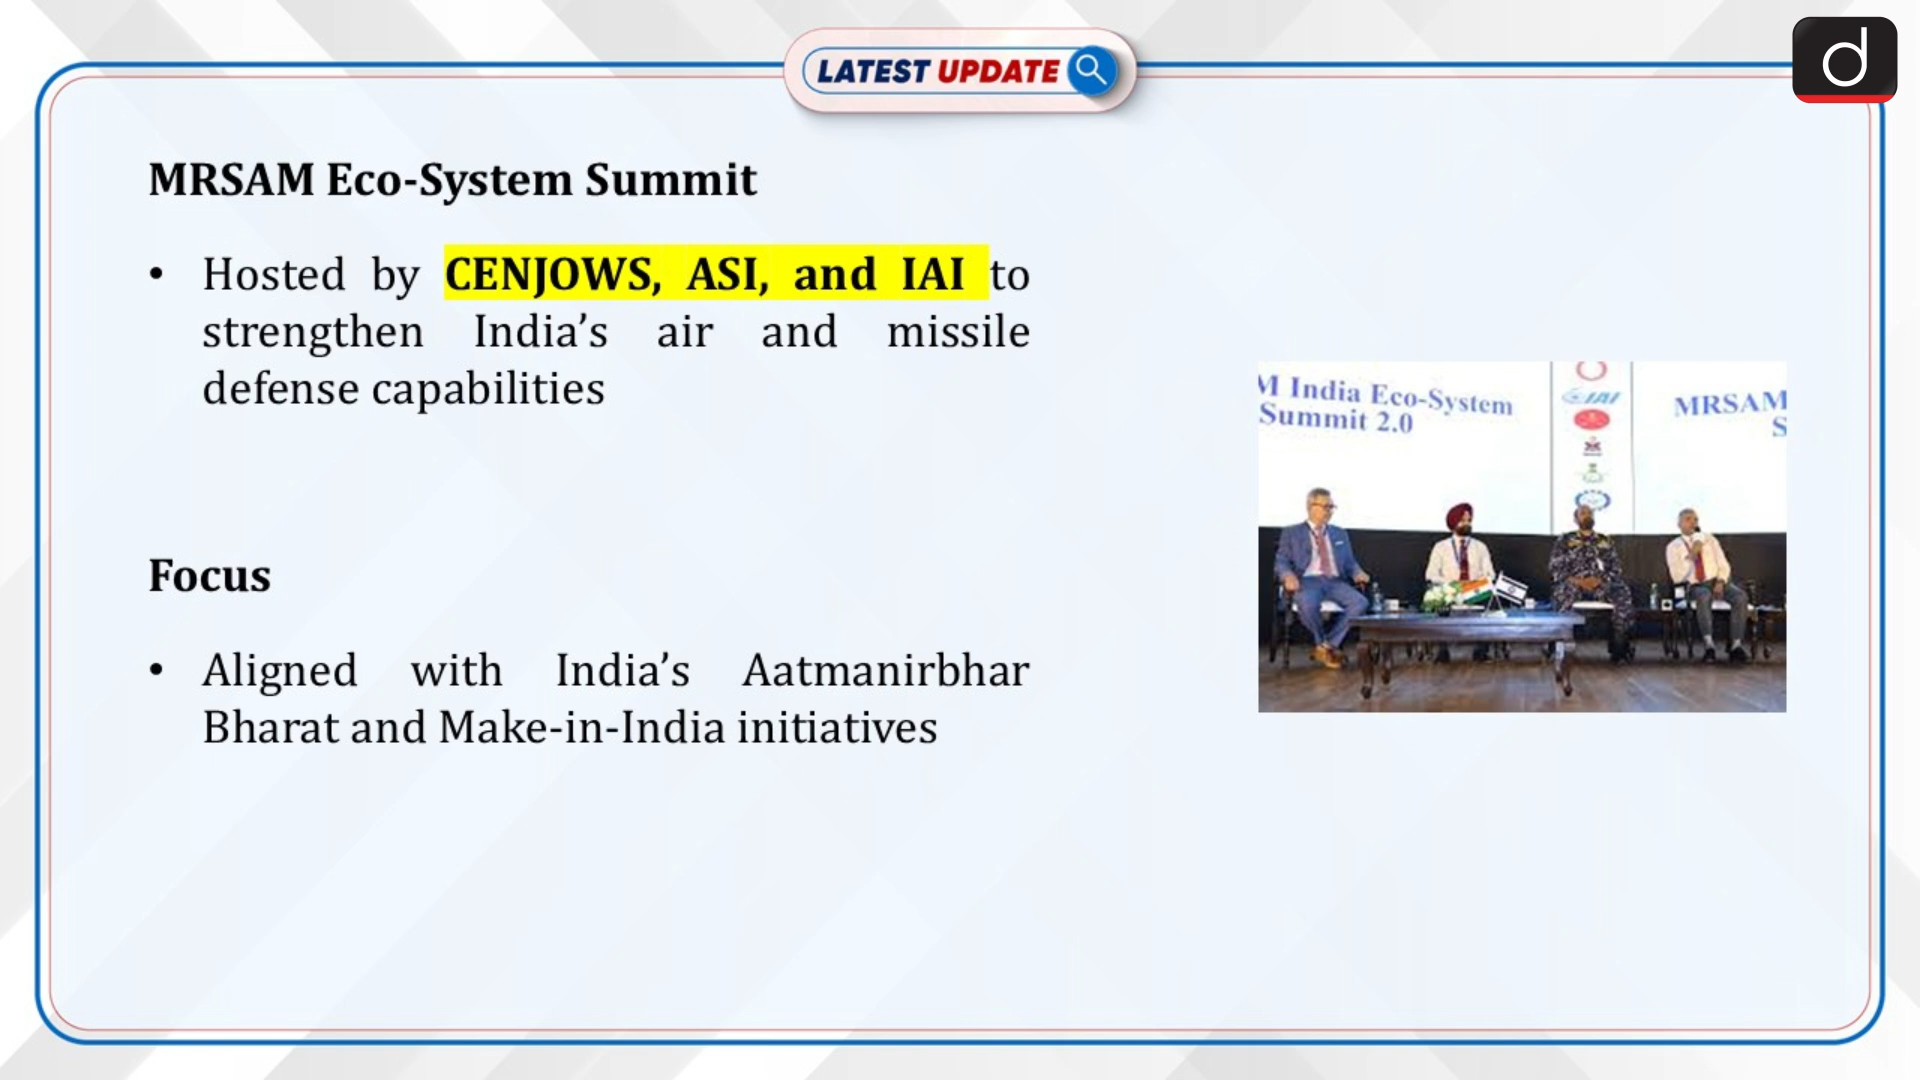 LATEST UPDATE
d
MRSAM Eco-System Summit
• Hosted by CENJOWS, ASI, and IAI to
strengthen India’s air and missile
defense capabilities
M India Eco-System
Summit 2.0
IAI
MRSAM
S
Focus
• Aligned with India’s Aatmanirbhar
Bharat and Make-in-India initiatives